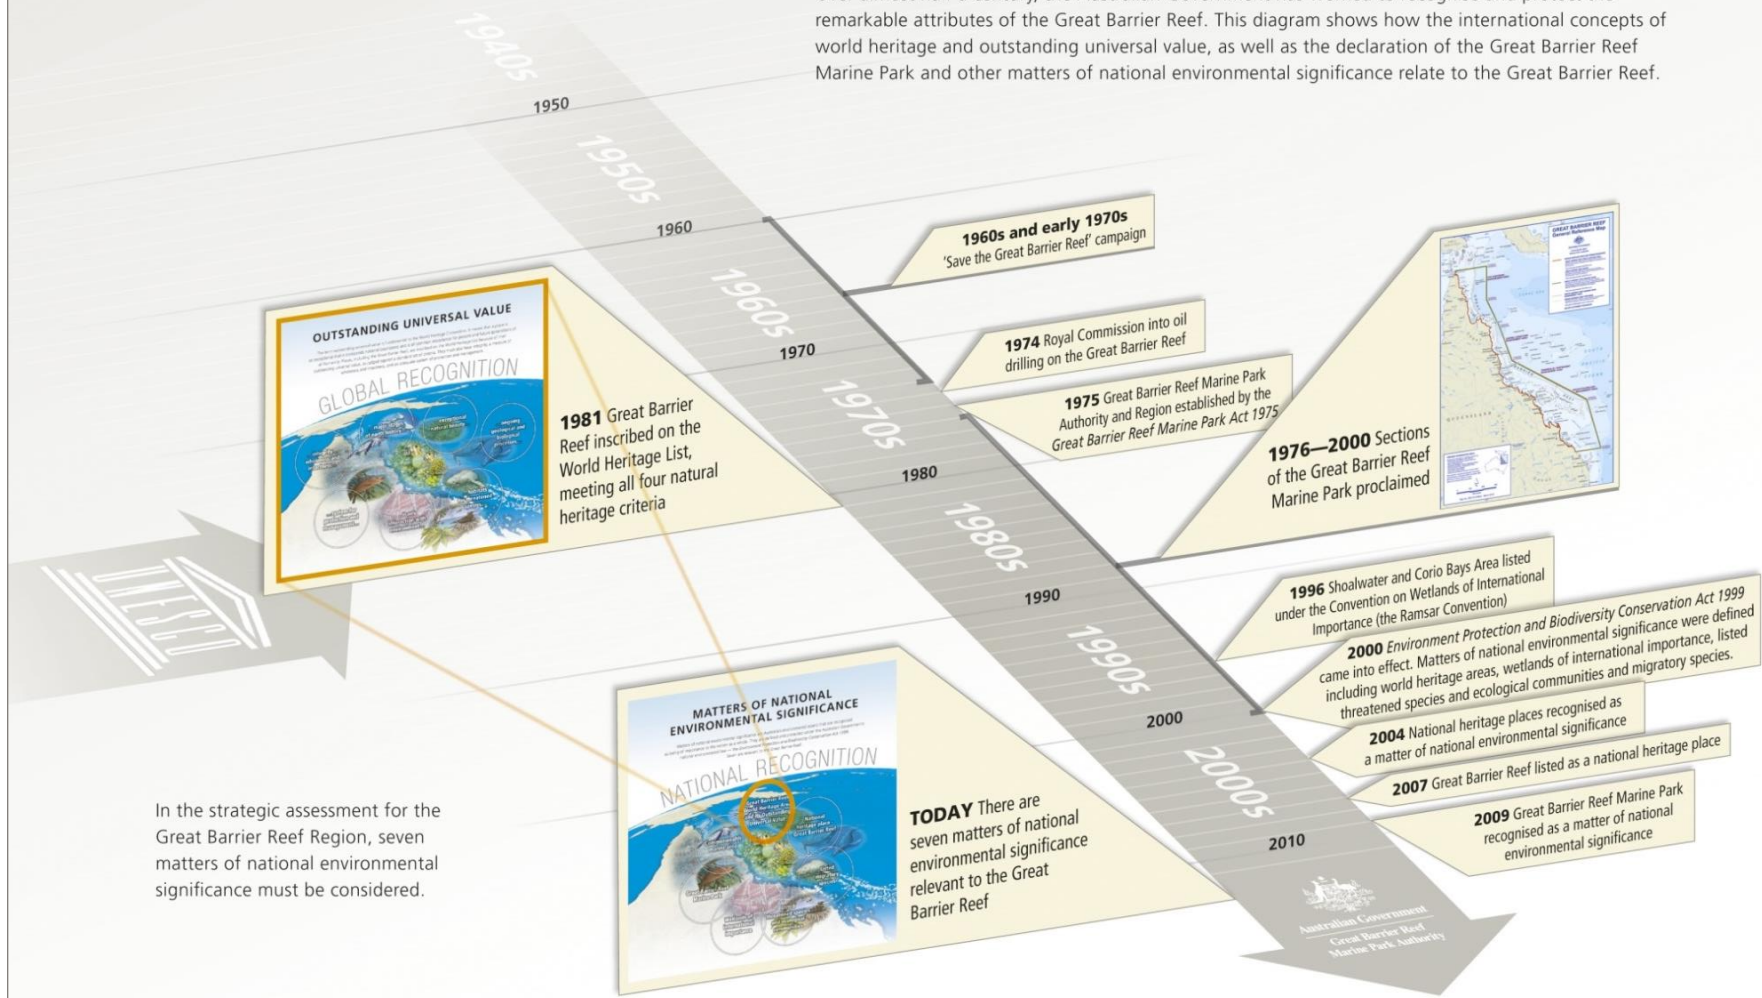 remarkable attributes of the Great Barrier Reef. This diagram shows how the international concepts of
world heritage and outstanding universal value, as well as the declaration of the Great Barrier Reef
Marine Park and other matters of national environmental significance relate to the Great Barrier Reef.
1940s
1950
1950s
1960
1960s and early 1970s
'Save the Great Barrier Reef' campaign
1960s
1970
1974 Royal Commission into oil
drilling on the Great Barrier Reef
1970s
1975 Great Barrier Reef Marine Park
Authority and Region established by the
Great Barrier Reef Marine Park Act 1975
GREAT BARRIER REEF
General Reference Map
1976—2000 Sections
of the Great Barrier Reef
Marine Park proclaimed
OUTSTANDING UNIVERSAL VALUE
GLOBAL RECOGNITION
1981 Great Barrier
Reef inscribed on the
World Heritage List,
meeting all four natural
heritage criteria
1980
1980s
UNESCO
1990
1996 Shoalwater and Corio Bays Area listed
under the Convention on Wetlands of International
Importance (the Ramsar Convention)
1990s
2000 Environment Protection and Biodiversity Conservation Act 1999
came into effect. Matters of national environmental significance were defined
including world heritage areas, wetlands of international importance, listed
threatened species and ecological communities and migratory species.
2000
2004 National heritage places recognised as
a matter of national environmental significance
2000s
2007 Great Barrier Reef listed as a national heritage place
2009 Great Barrier Reef Marine Park
recognised as a matter of national
environmental significance
2010
MATTERS OF NATIONAL
ENVIRONMENTAL SIGNIFICANCE
NATIONAL RECOGNITION
TODAY There are
seven matters of national
environmental significance
relevant to the Great
Barrier Reef
In the strategic assessment for the
Great Barrier Reef Region, seven
matters of national environmental
significance must be considered.
Australian Government
Great Barrier Reef
Marine Park Authority